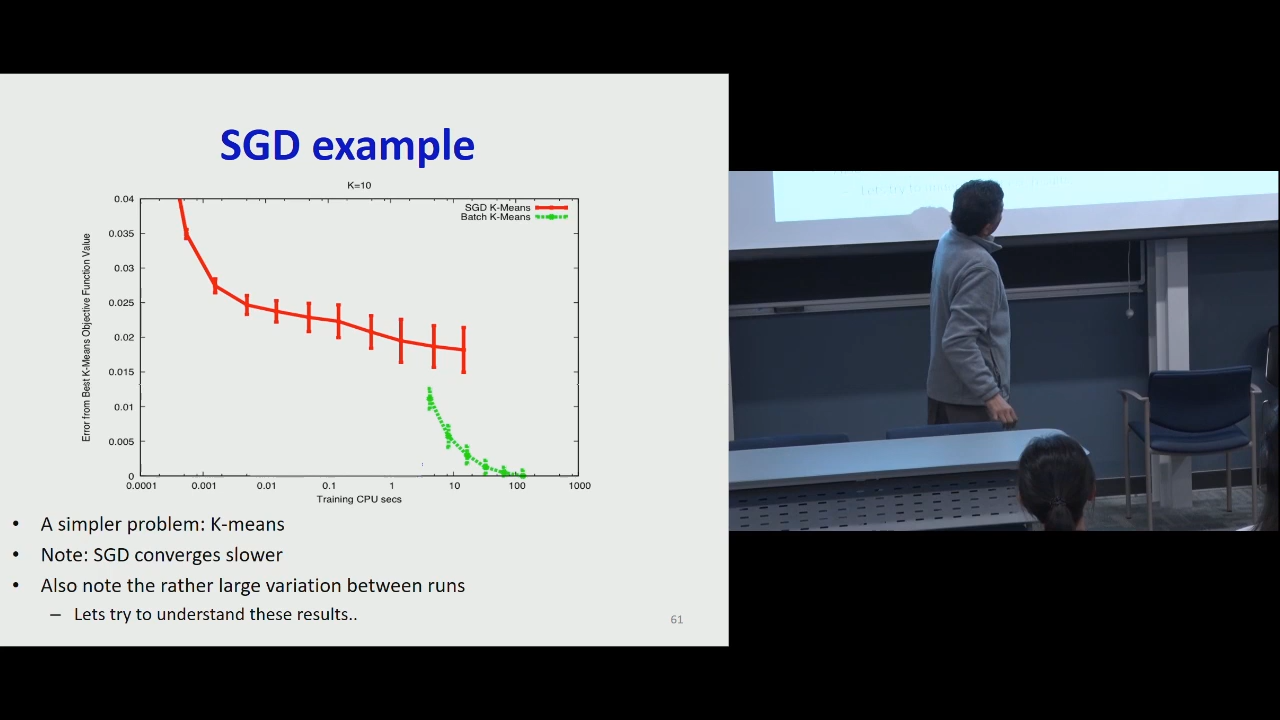 SGD example
K=10
SGD K-Means
Batch K-Means
Error from Best K-Means Objective Function Value
0.04
0.035
0.03
0.025
0.02
0.015
0.01
0.005
0
0.0001 0.001 0.01 0.1 1 10 100 1000
Training CPU secs
• A simpler problem: K-means
• Note: SGD converges slower
• Also note the rather large variation between runs
– Lets try to understand these results..
61